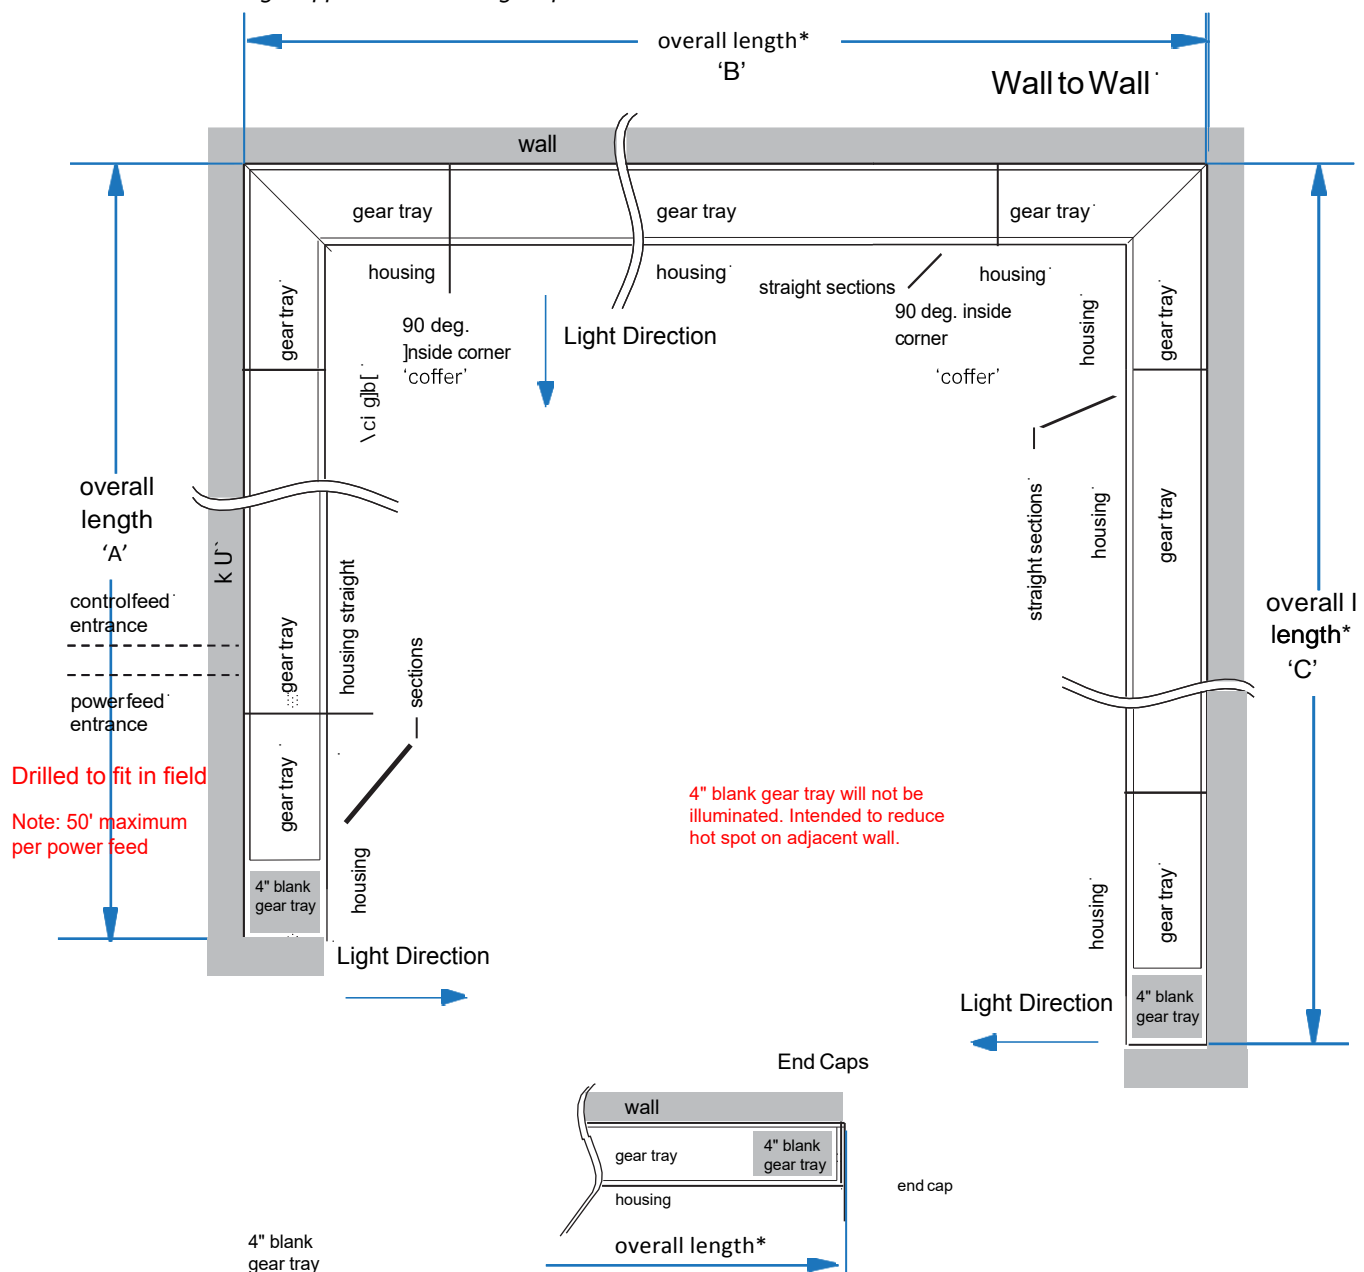 overall length*
‘B’
Wall to Wall
wall
gear tray
gear tray
gear tray
housing
housing
straight sections
housing
90 deg.
]nside corner
‘coffer’
Light Direction
90 deg. inside
corner
‘coffer’
gear tray
\ci g]b[
housing
gear tray
overall
length
‘A’
k U`
controlfeed
entrance
powerfeed
entrance
gear tray
housing straight
sections
straight sections
housing
gear tray
overall l
length*
‘C’
Drilled to fit in field
Note: 50' maximum
per power feed
gear tray
housing
4" blank gear tray will not be
illuminated. Intended to reduce
hot spot on adjacent wall.
4" blank
gear tray
Light Direction
housing
gear tray
Light Direction
4" blank
gear tray
End Caps
wall
gear tray
4" blank
gear tray
housing
end cap
overall length*
4" blank
gear tray